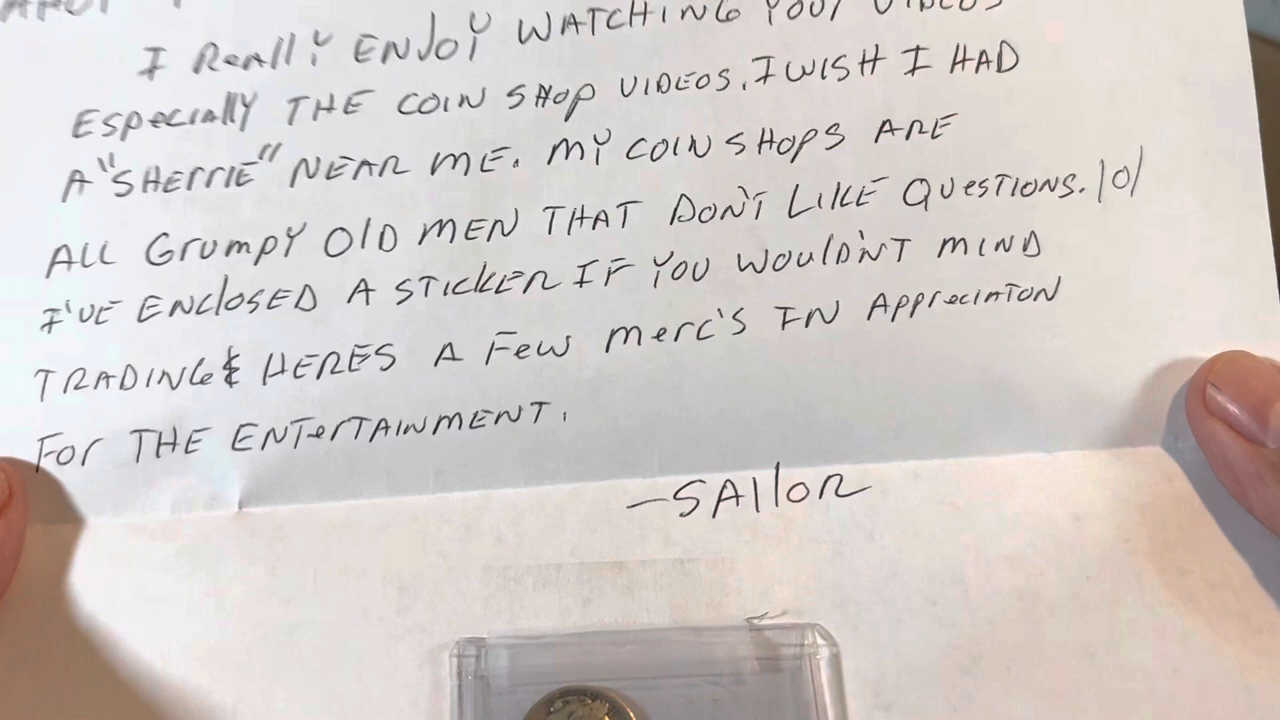 I Really ENJOY WATCHING YOUr VIDEOS
ESpecially THE COIN SHOP VIDEOS. I WISH I HAD
A "SHERRIE" NEAR ME. MY COIN SHOPS ARE
ALL GrumpY OlD MEN THAT DON'T LIKE QUESTIONS. lol
I'VE ENCLOSED A STICKER IF YOU WOUlDN'T MIND
TRADING & HERES A Few merc'S IN AppreciATON
For THE ENTerTAINMENT.
—SAIlOR